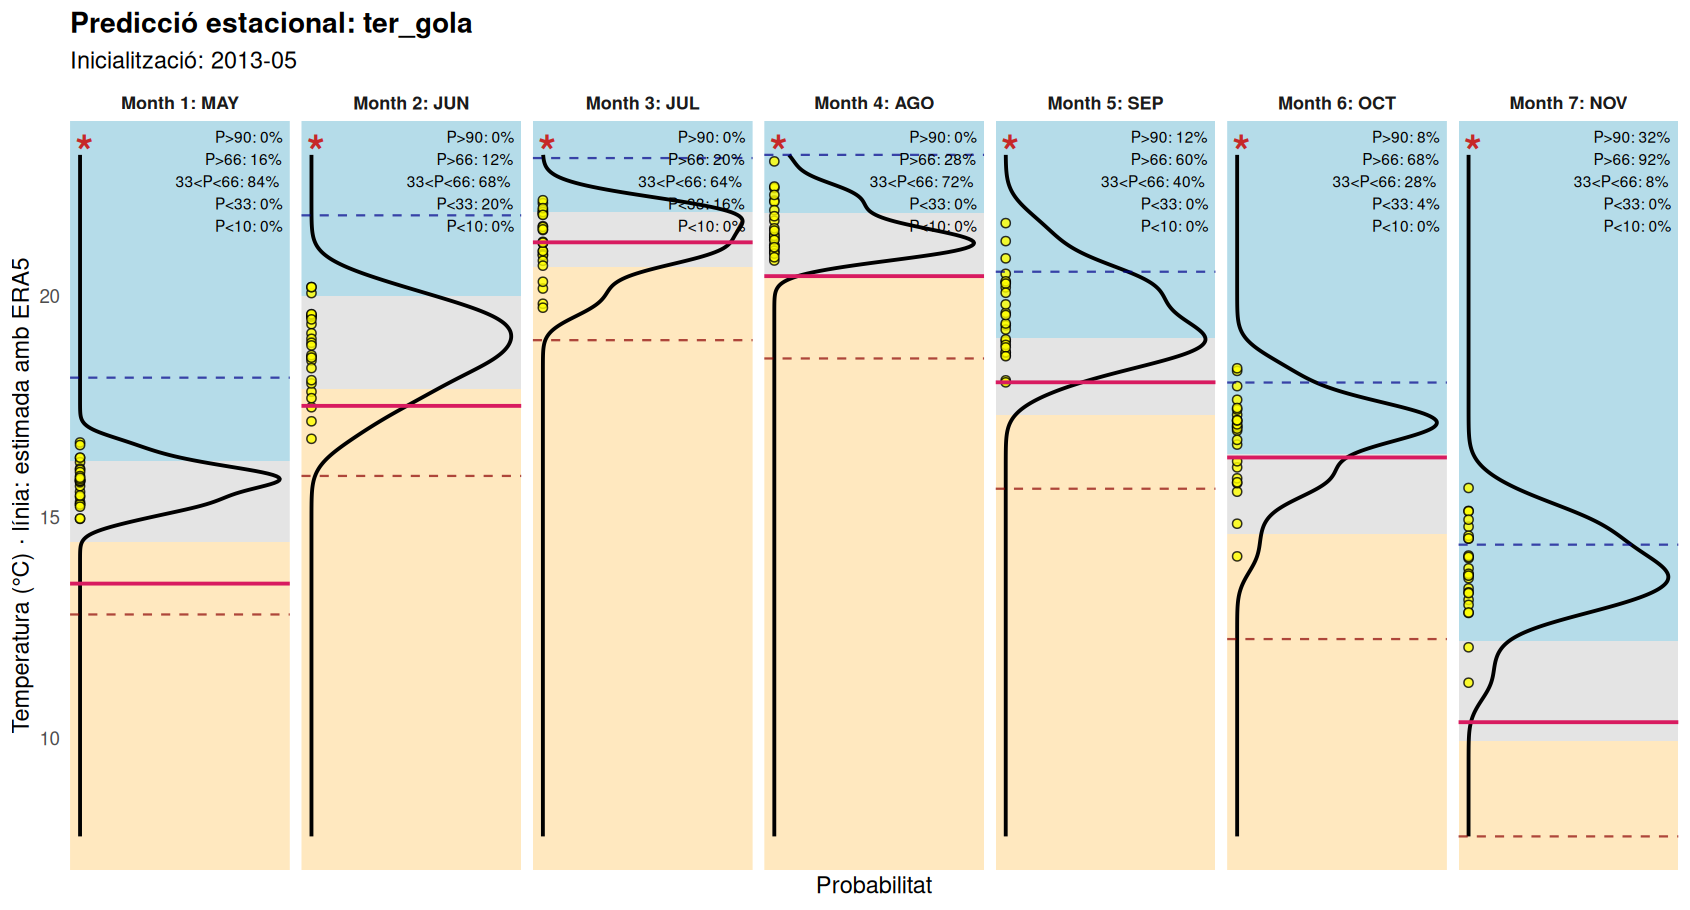 Predicció estacional: ter_gola
Inicialització: 2013-05
Month 1: MAY
Month 2: JUN
Month 3: JUL
Month 4: AGO
Month 5: SEP
Month 6: OCT
Month 7: NOV
*
P>90: 0%
P>66: 16%
33<P<66: 84%
P<33: 0%
P<10: 0%
*
P>90: 0%
P>66: 12%
33<P<66: 68%
P<33: 20%
P<10: 0%
*
P>90: 0%
P>66: 20%
33<P<66: 64%
P<33: 16%
P<10: 0%
*
P>90: 0%
P>66: 28%
33<P<66: 72%
P<33: 0%
P<10: 0%
*
P>90: 12%
P>66: 60%
33<P<66: 40%
P<33: 0%
P<10: 0%
*
P>90: 8%
P>66: 68%
33<P<66: 28%
P<33: 4%
P<10: 0%
*
P>90: 32%
P>66: 92%
33<P<66: 8%
P<33: 0%
P<10: 0%
Temperatura (°C) · línia: estimada amb ERA5
20
15
10
Probabilitat